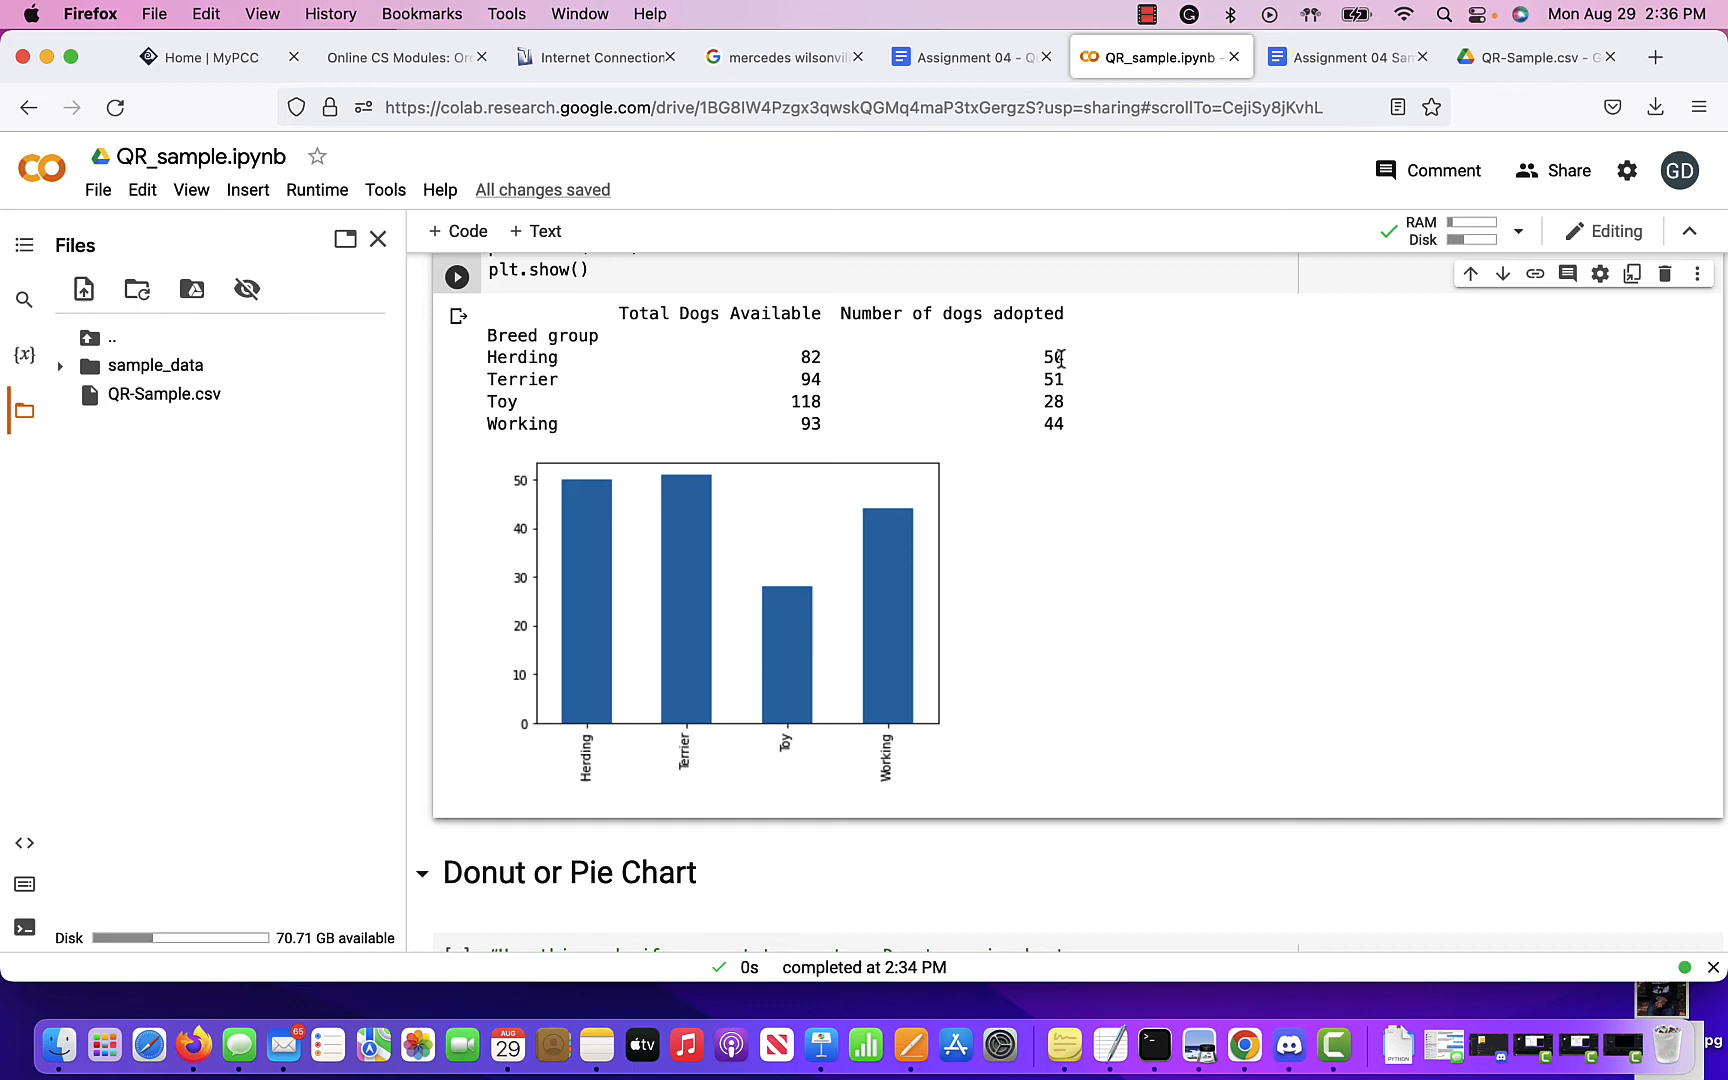 Firefox File Edit View History Bookmarks Tools Window Help Mon Aug 29 2:36 PM
Home | MyPCC Online CS Modules: Or Internet Connection mercedes wilsonvill Assignment 04 - Q QR_sample.ipynb - Assignment 04 Sam QR-Sample.csv - G
https://colab.research.google.com/drive/1BG8IW4Pzgx3qwskQGMq4maP3txGergzS?usp=sharing#scrollTo=CejiSy8jKvhL
QR_sample.ipynb
File Edit View Insert Runtime Tools Help All changes saved
Comment Share GD
Files
+ Code + Text
RAM
Disk
Editing
plt.show()
..
sample_data
QR-Sample.csv
{x}
Total Dogs Available Number of dogs adopted
Breed group
Herding 82 50
Terrier 94 51
Toy 118 28
Working 93 44
50
40
30
20
10
0
Herding Terrier Toy Working
Donut or Pie Chart
Disk 70.71 GB available
0s completed at 2:34 PM
65
AUG
29
tv
PYTHON
pg